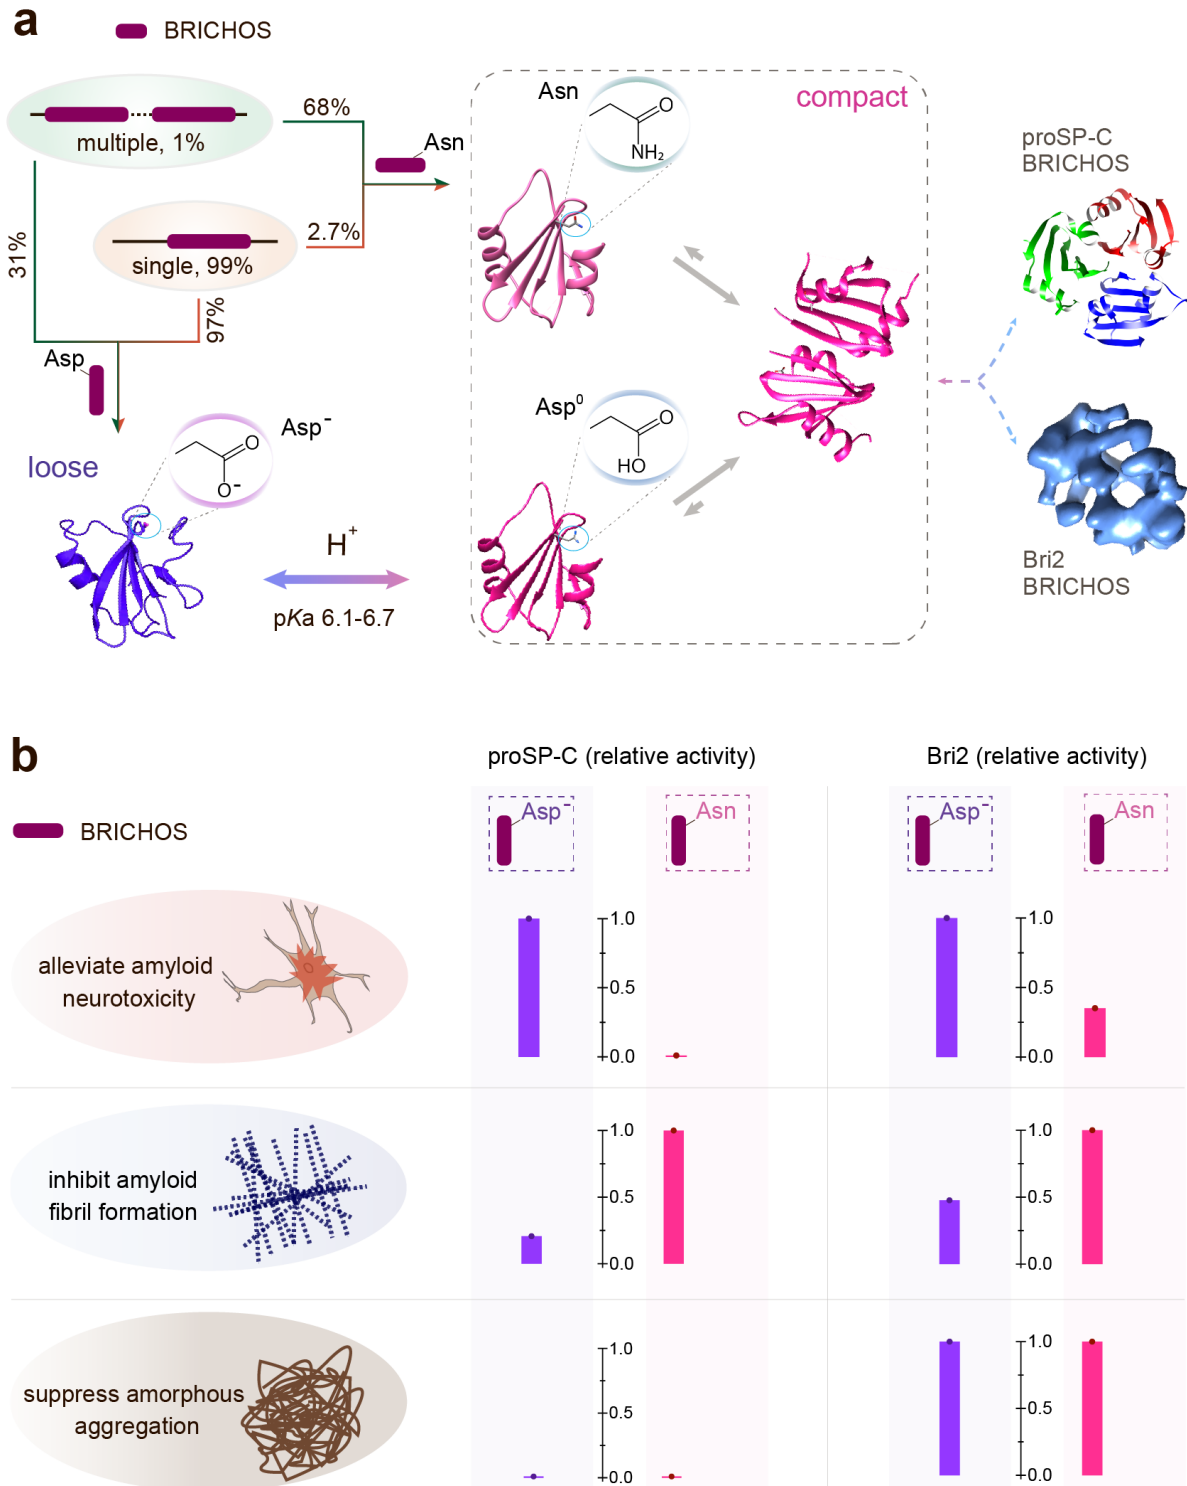 a
BRICHOS
multiple, 1%
68%
Asn
single, 99%
2.7%
31%
97%
Asp
loose
Asp⁻
O
O⁻
H⁺
pKa 6.1-6.7
compact
Asn
O
NH₂
Asp⁰
O
HO
proSP-C
BRICHOS
Bri2
BRICHOS
b
proSP-C (relative activity)
Bri2 (relative activity)
BRICHOS
Asp⁻
Asn
Asp⁻
Asn
alleviate amyloid
neurotoxicity
1.0
0.5
0.0
1.0
0.5
0.0
inhibit amyloid
fibril formation
1.0
0.5
0.0
1.0
0.5
0.0
suppress amorphous
aggregation
1.0
0.5
0.0
1.0
0.5
0.0